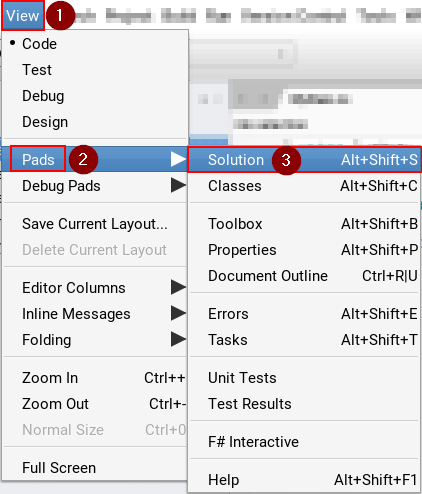 View 1
• Code
Test
Debug
Design
Pads 2
Debug Pads
Save Current Layout...
Delete Current Layout
Editor Columns
Inline Messages
Folding
Zoom In Ctrl++
Zoom Out Ctrl+-
Normal Size Ctrl+0
Full Screen
Solution 3 Alt+Shift+S
Classes Alt+Shift+C
Toolbox Alt+Shift+B
Properties Alt+Shift+P
Document Outline Ctrl+R|U
Errors Alt+Shift+E
Tasks Alt+Shift+T
Unit Tests
Test Results
F# Interactive
Help Alt+Shift+F1